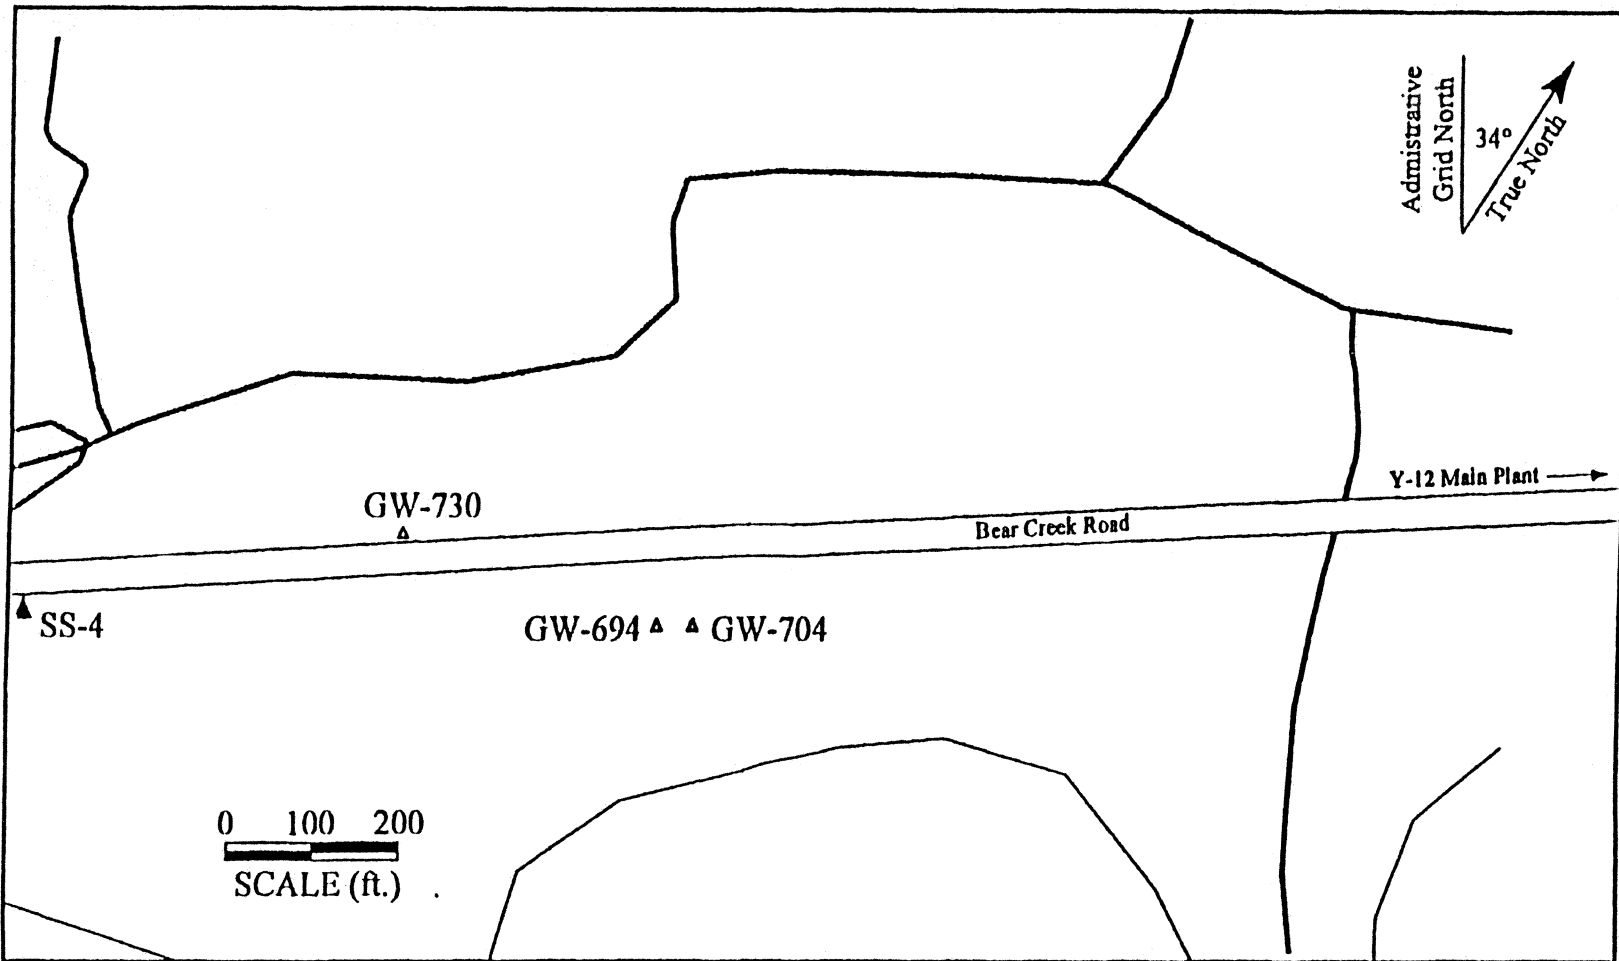 Admistrative
Grid North
34°
True North
Y-12 Main Plant
GW-730
Bear Creek Road
SS-4
GW-694
GW-704
0 100 200
SCALE (ft.)